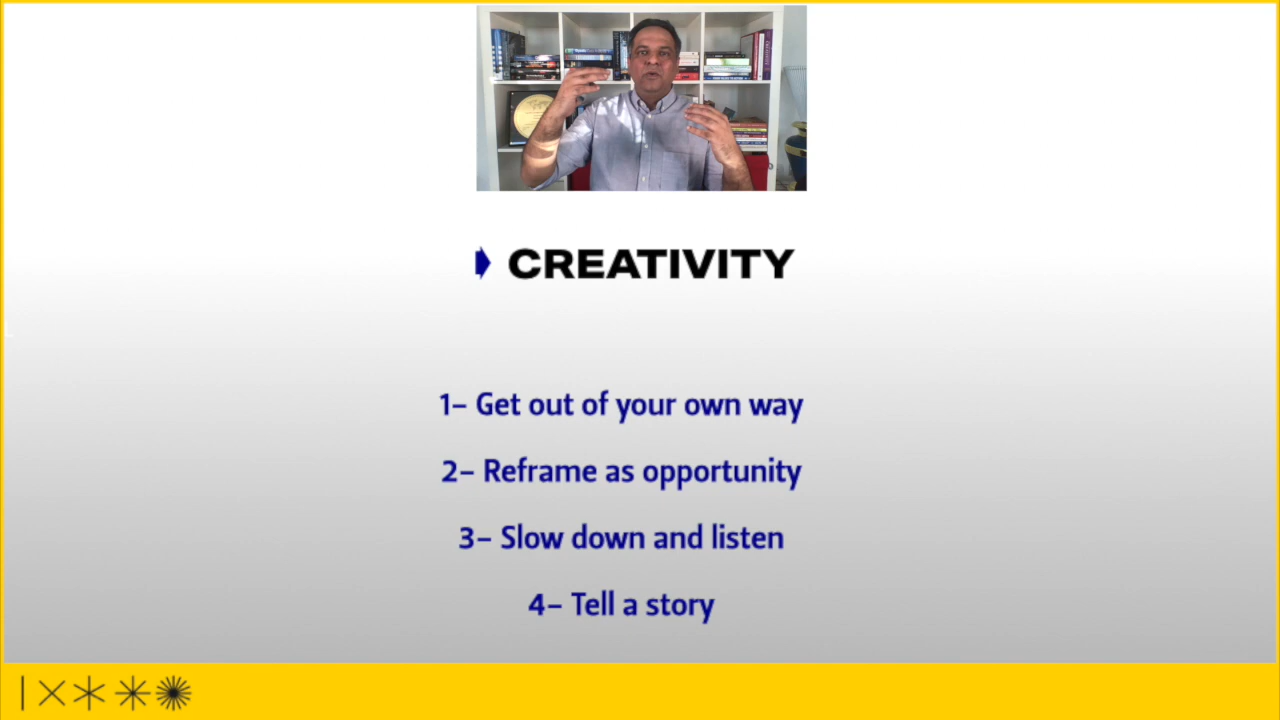 CREATIVITY
1– Get out of your own way
2– Reframe as opportunity
3– Slow down and listen
4– Tell a story